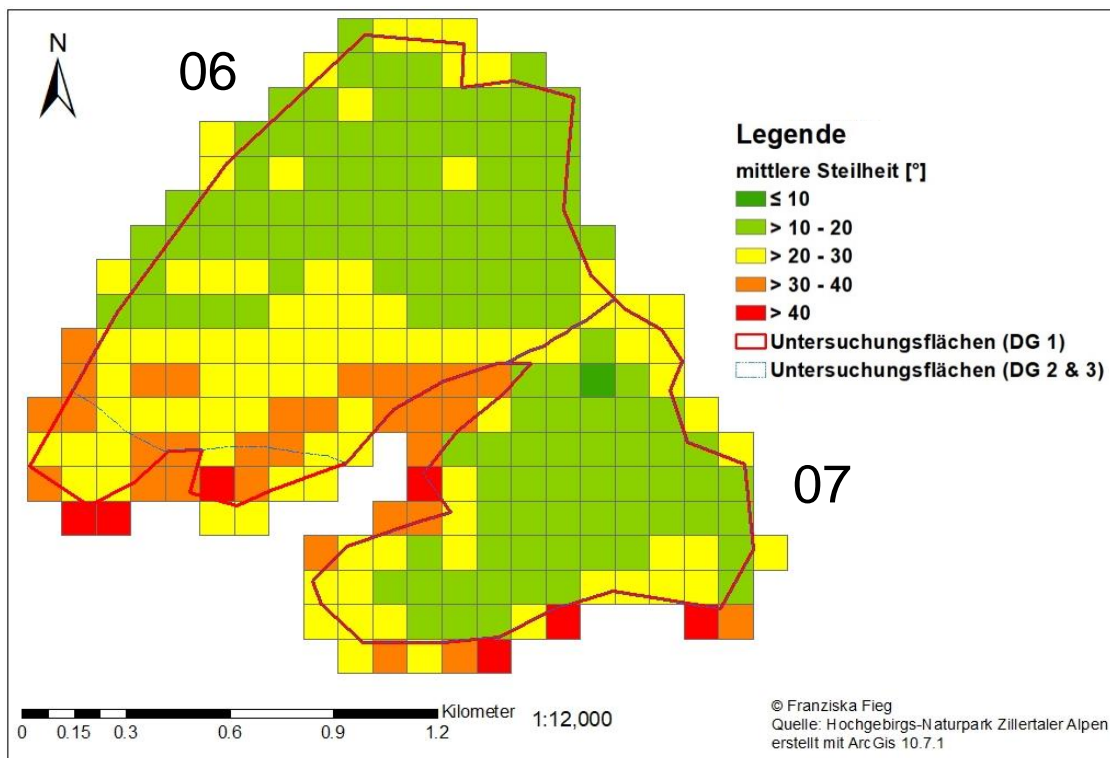 N
06
07
Legende
mittlere Steilheit [°]
≤ 10
> 10 - 20
> 20 - 30
> 30 - 40
> 40
Untersuchungsflächen (DG 1)
Untersuchungsflächen (DG 2 & 3)
Kilometer 1:12,000
0 0.15 0.3 0.6 0.9 1.2
© Franziska Fieg
Quelle: Hochgebirgs-Naturpark Zillertaler Alpen
erstellt mit ArcGis 10.7.1